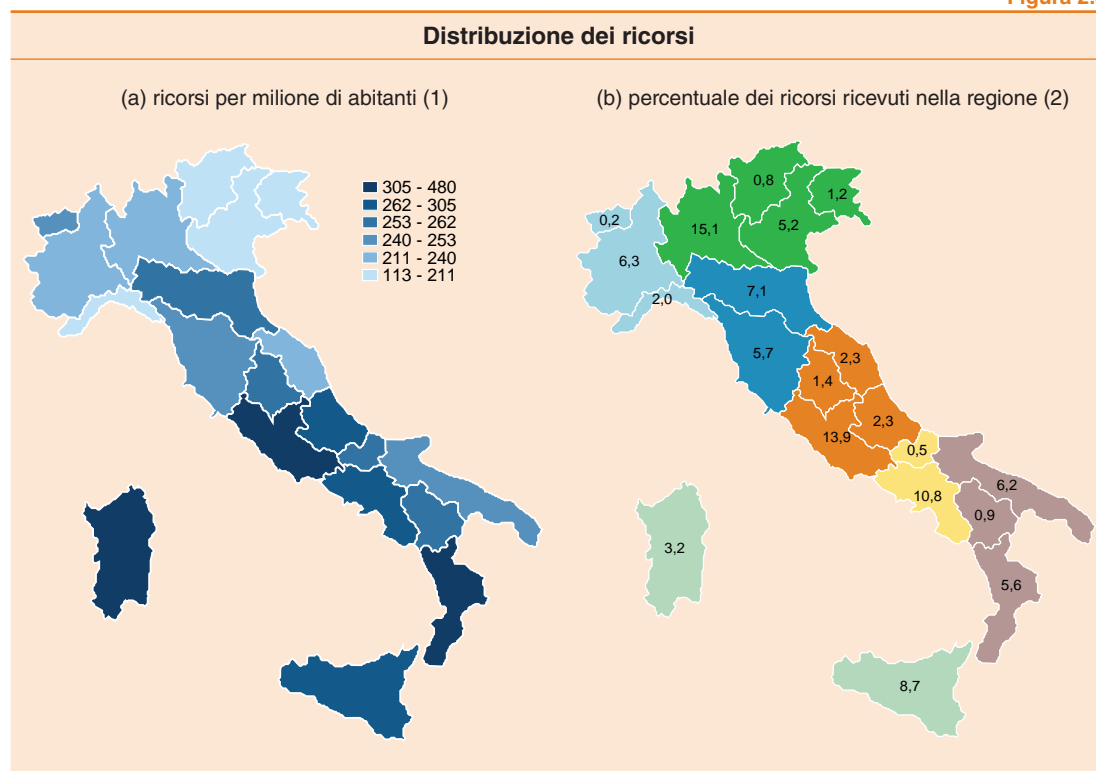 Figura 2.
Distribuzione dei ricorsi
(a) ricorsi per milione di abitanti (1)
305 - 480
262 - 305
253 - 262
240 - 253
211 - 240
113 - 211
(b) percentuale dei ricorsi ricevuti nella regione (2)
0,8
1,2
0,2
15,1
5,2
6,3
7,1
2,0
5,7
2,3
1,4
2,3
13,9
0,5
6,2
10,8
0,9
3,2
5,6
8,7